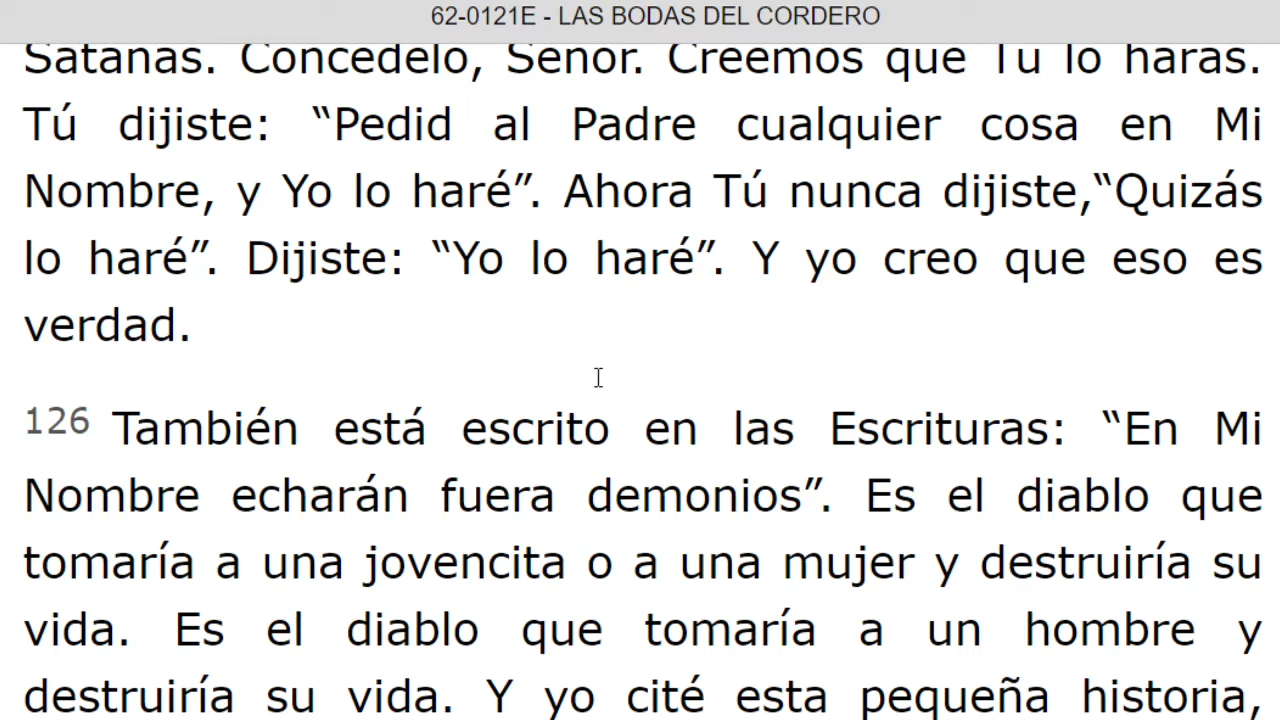 62-0121E - LAS BODAS DEL CORDERO
Satanás. Concédelo, Señor. Creemos que Tú lo harás.
Tú dijiste: “Pedid al Padre cualquier cosa en Mi
Nombre, y Yo lo haré”. Ahora Tú nunca dijiste,“Quizás
lo haré”. Dijiste: “Yo lo haré”. Y yo creo que eso es
verdad.
126 También está escrito en las Escrituras: “En Mi
Nombre echarán fuera demonios”. Es el diablo que
tomaría a una jovencita o a una mujer y destruiría su
vida. Es el diablo que tomaría a un hombre y
destruiría su vida. Y yo cité esta pequeña historia,